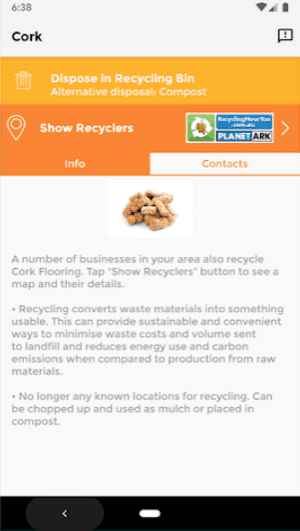 6:38
Cork
Dispose in Recycling Bin
Alternative disposal: Compost
Show Recyclers
RecyclingNearYou
.com.au
PLANET ARK
Info
Contacts
A number of businesses in your area also recycle
Cork Flooring. Tap "Show Recyclers" button to see a
map and their details.
• Recycling converts waste materials into something
usable. This can provide sustainable and convenient
ways to minimise waste costs and volume sent
to landfill and reduces energy use and carbon
emissions when compared to production from raw
materials.
• No longer any known locations for recycling. Can
be chopped up and used as mulch or placed in
compost.